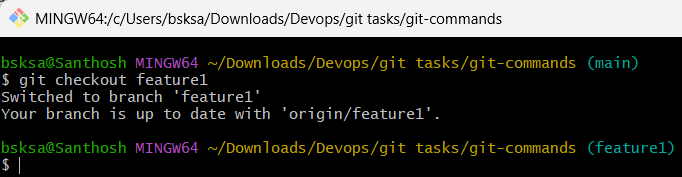 MINGW64:/c/Users/bsksa/Downloads/Devops/git tasks/git-commands
bsksa@Santhosh MINGW64 ~/Downloads/Devops/git tasks/git-commands (main)
$ git checkout feature1
Switched to branch 'feature1'
Your branch is up to date with 'origin/feature1'.
bsksa@Santhosh MINGW64 ~/Downloads/Devops/git tasks/git-commands (feature1)
$